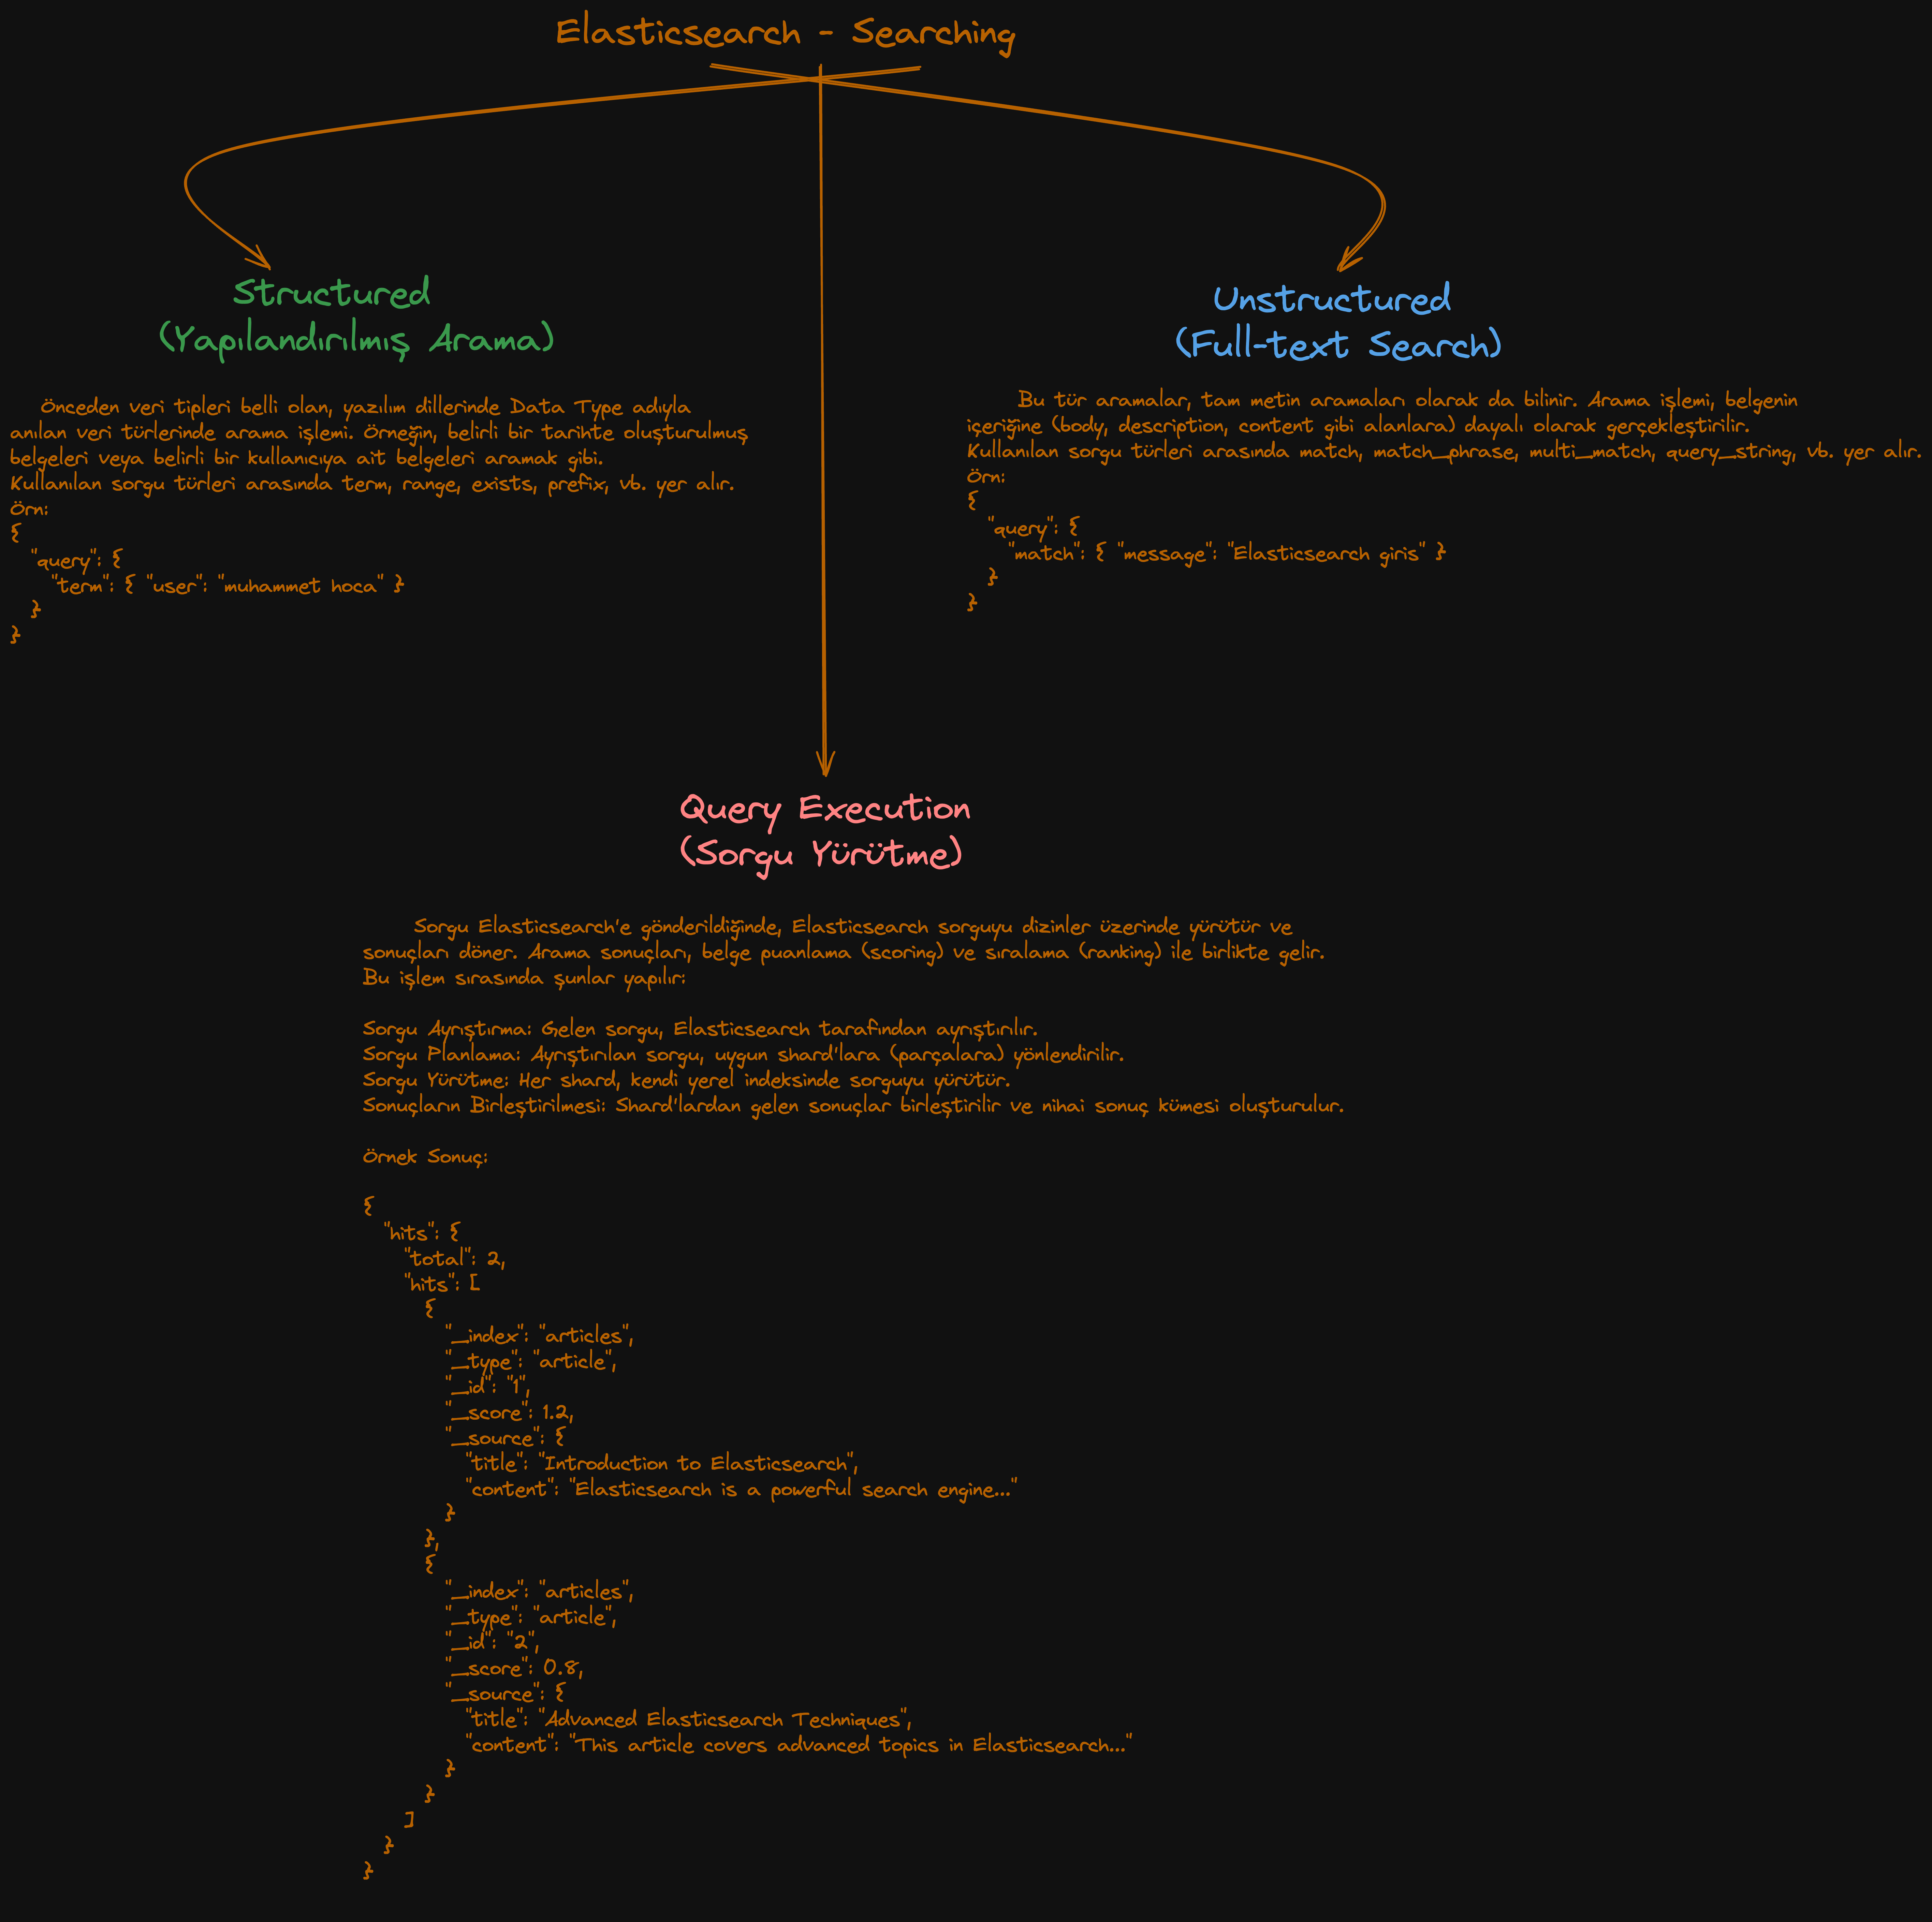 Elasticsearch - Searching
Structured
(Yapılandırılmış Arama)
Önceden veri tipleri belli olan, yazılım dillerinde Data Type adıyla
anılan veri türlerinde arama işlemi. Örneğin, belirli bir tarihte oluşturulmuş
belgeleri veya belirli bir kullanıcıya ait belgeleri aramak gibi.
Kullanılan sorgu türleri arasında term, range, exists, prefix, vb. yer alır.
Örn:
{
"query": {
"term": { "user": "muhammet hoca" }
}
}
Unstructured
(Full-text Search)
Bu tür aramalar, tam metin aramaları olarak da bilinir. Arama işlemi, belgenin
içeriğine (body, description, content gibi alanlara) dayalı olarak gerçekleştirilir.
Kullanılan sorgu türleri arasında match, match_phrase, multi_match, query_string, vb. yer alır.
Örn:
{
"query": {
"match": { "message": "Elasticsearch giris" }
}
}
Query Execution
(Sorgu Yürütme)
Sorgu Elasticsearch'e gönderildiğinde, Elasticsearch sorguyu dizinler üzerinde yürütür ve
sonuçları döner. Arama sonuçları, belge puanlama (scoring) ve sıralama (ranking) ile birlikte gelir.
Bu işlem sırasında şunlar yapılır:
Sorgu Ayrıştırma: Gelen sorgu, Elasticsearch tarafından ayrıştırılır.
Sorgu Planlama: Ayrıştırılan sorgu, uygun shard'lara (parçalara) yönlendirilir.
Sorgu Yürütme: Her shard, kendi yerel indeksinde sorguyu yürütür.
Sonuçların Birleştirilmesi: Shard'lardan gelen sonuçlar birleştirilir ve nihai sonuç kümesi oluşturulur.
Örnek Sonuç:
{
"hits": {
"total": 2,
"hits": [
{
"_index": "articles",
"_type": "article",
"_id": "1",
"_score": 1.2,
"_source": {
"title": "Introduction to Elasticsearch",
"content": "Elasticsearch is a powerful search engine..."
}
},
{
"_index": "articles",
"_type": "article",
"_id": "2",
"_score": 0.8,
"_source": {
"title": "Advanced Elasticsearch Techniques",
"content": "This article covers advanced topics in Elasticsearch..."
}
}
]
}
}